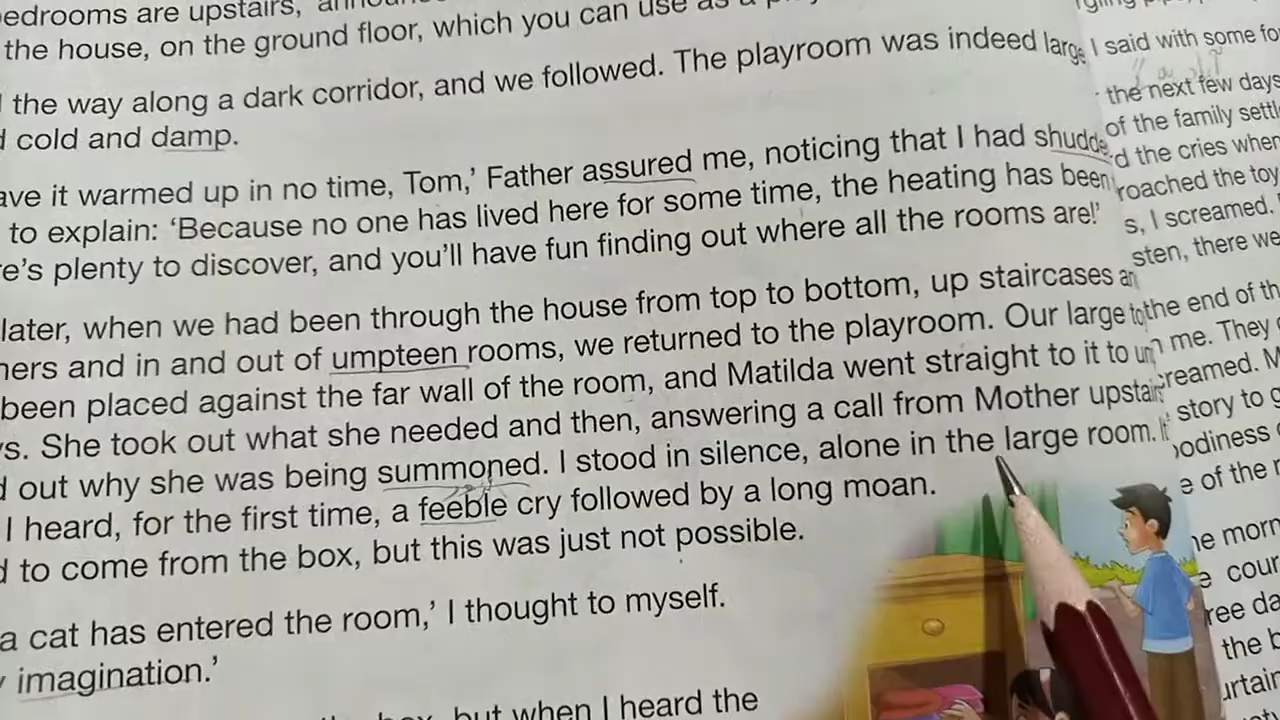 edrooms are upstairs,
the house, on the ground floor, which you can use as a
the way along a dark corridor, and we followed. The playroom was indeed large
cold and damp.
ave it warmed up in no time, Tom,' Father assured me, noticing that I had shudde
to explain: 'Because no one has lived here for some time, the heating has been
e's plenty to discover, and you'll have fun finding out where all the rooms are!'
later, when we had been through the house from top to bottom, up staircases an
ners and in and out of umpteen rooms, we returned to the playroom. Our large to
been placed against the far wall of the room, and Matilda went straight to it to un
s. She took out what she needed and then, answering a call from Mother upstair
d out why she was being summoned. I stood in silence, alone in the large room. It
I heard, for the first time, a feeble cry followed by a long moan.
d to come from the box, but this was just not possible.
a cat has entered the room,' I thought to myself.
imagination.'
box, but when I heard the
I said with some fo
the next few days
of the family settl
d the cries when
roached the toy
s, I screamed.
sten, there we
the end of th
me. They
creamed. M
story to g
oodiness
e of the
e morn
cour
ree da
the b
urtain